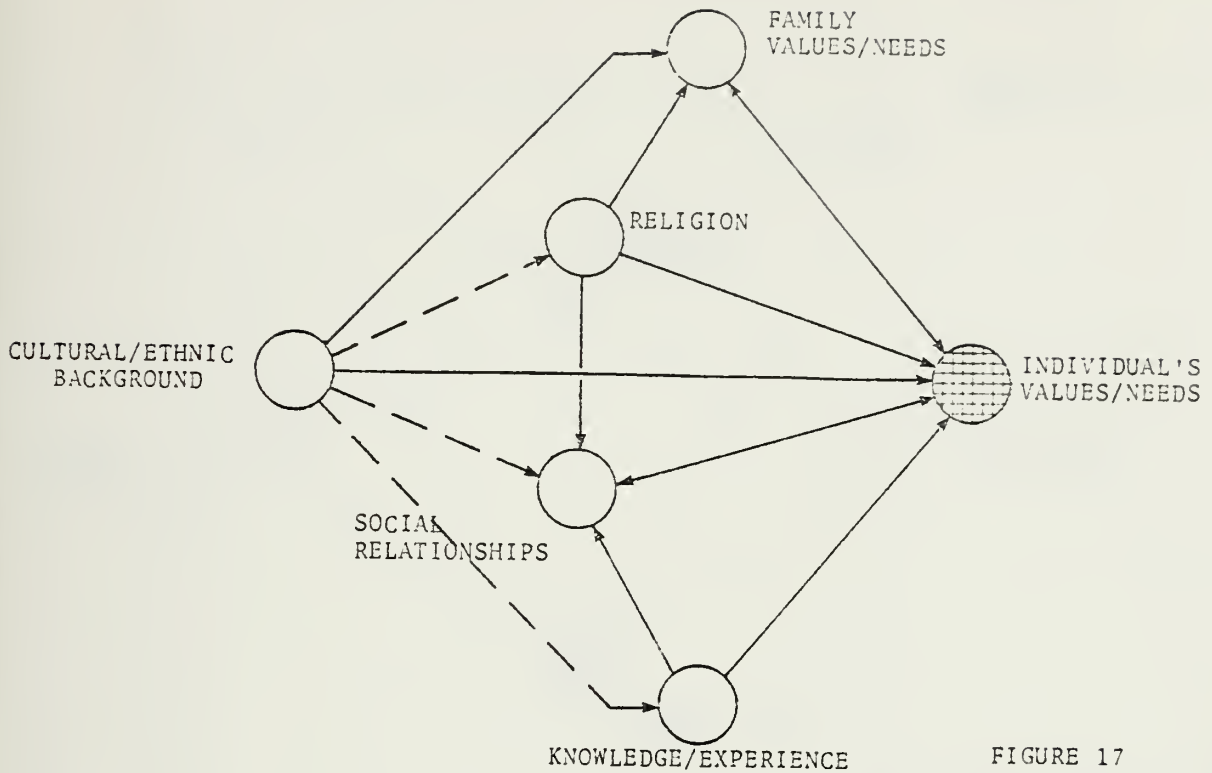 FAMILY
VALUES/NEEDS
RELIGION
CULTURAL/ETHNIC
BACKGROUND
INDIVIDUAL'S
VALUES/NEEDS
SOCIAL
RELATIONSHIPS
KNOWLEDGE/EXPERIENCE
FIGURE 17